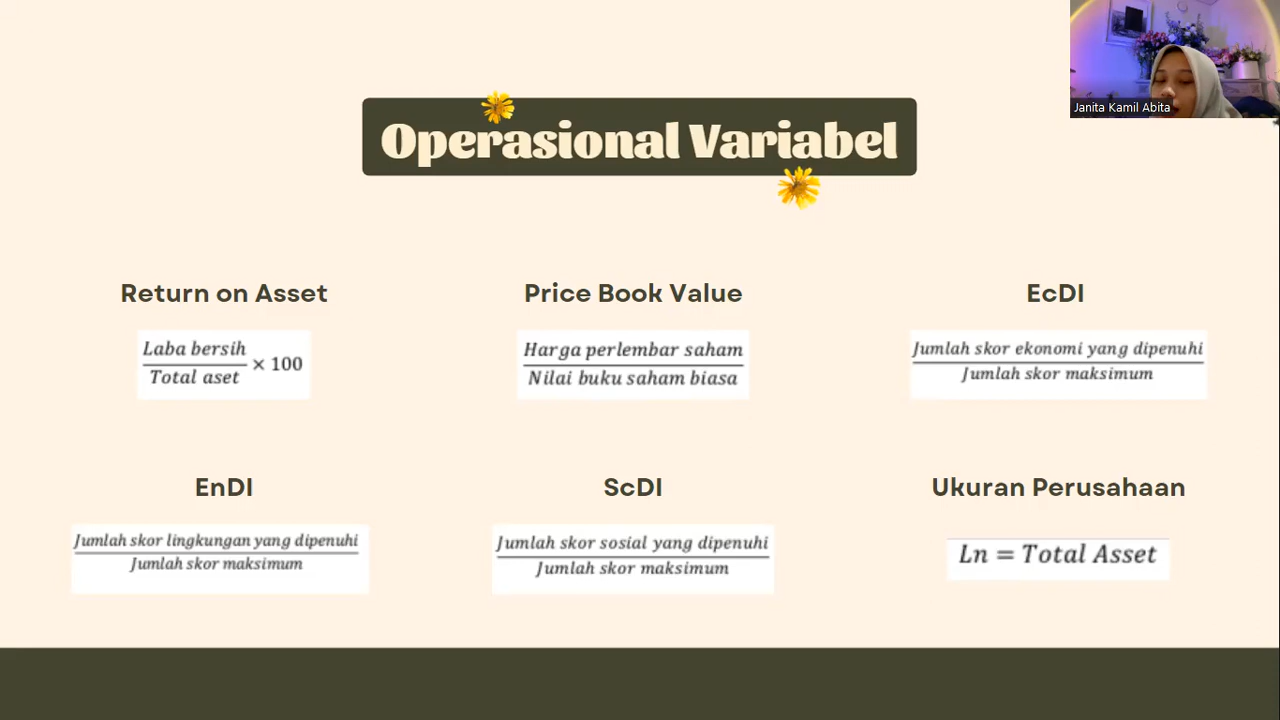 Janita Kamil Abita
Operasional Variabel
Return on Asset
Laba bersih
Total aset
× 100
Price Book Value
Harga perlembar saham
Nilai buku saham biasa
EcDI
Jumlah skor ekonomi yang dipenuhi
Jumlah skor maksimum
EnDI
Jumlah skor lingkungan yang dipenuhi
Jumlah skor maksimum
ScDI
Jumlah skor sosial yang dipenuhi
Jumlah skor maksimum
Ukuran Perusahaan
Ln = Total Asset